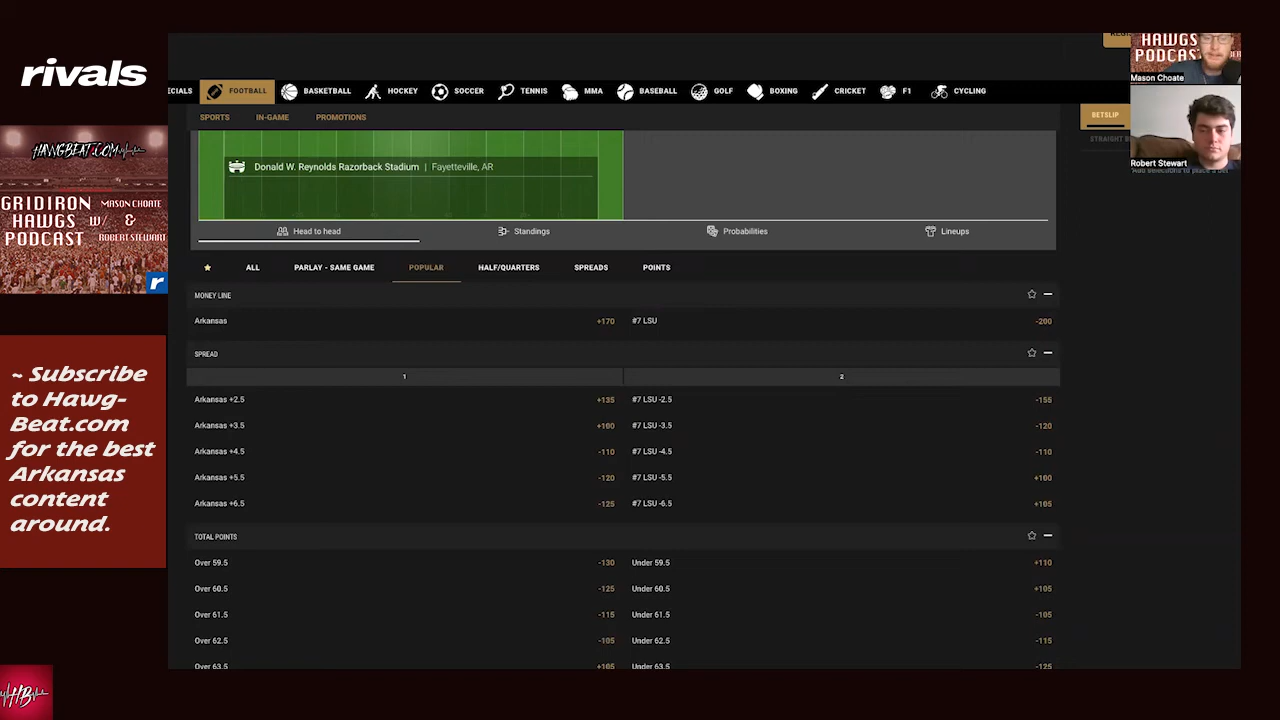 rivals
HAWGBEAT.COM
GRIDIRON
HAWGS
PODCAST
W/
MASON CHOATE
&
ROBERT STEWART
r
~ Subscribe
to Hawg-
Beat.com
for the best
Arkansas
content
around.
HB
ECIALS
FOOTBALL
BASKETBALL
HOCKEY
SOCCER
TENNIS
MMA
BASEBALL
GOLF
BOXING
CRICKET
F1
CYCLING
SPORTS
IN-GAME
PROMOTIONS
Donald W. Reynolds Razorback Stadium | Fayetteville, AR
Head to head
Standings
Probabilities
Lineups
ALL
PARLAY - SAME GAME
POPULAR
HALF/QUARTERS
SPREADS
POINTS
MONEY LINE
Arkansas +170 #7 LSU -200
SPREAD
1 2
Arkansas +2.5 +135 #7 LSU -2.5 -155
Arkansas +3.5 +100 #7 LSU -3.5 -120
Arkansas +4.5 -110 #7 LSU -4.5 -110
Arkansas +5.5 -120 #7 LSU -5.5 +100
Arkansas +6.5 -125 #7 LSU -6.5 +105
TOTAL POINTS
Over 59.5 -130 Under 59.5 +110
Over 60.5 -125 Under 60.5 +105
Over 61.5 -115 Under 61.5 -105
Over 62.5 -105 Under 62.5 -115
Over 63.5 +105 Under 63.5 -125
BETSLIP
STRAIGHT B
HAWGS
PODCAS
Mason Choate
Robert Stewart